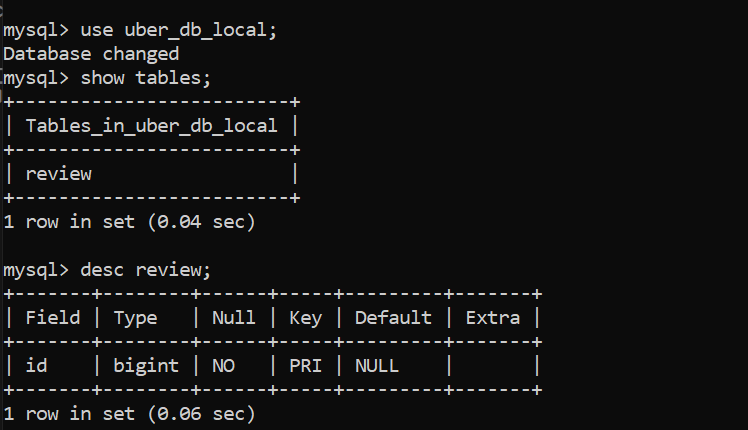 mysql> use uber_db_local;
Database changed
mysql> show tables;
+-------------------------+
| Tables_in_uber_db_local |
+-------------------------+
| review                  |
+-------------------------+
1 row in set (0.04 sec)

mysql> desc review;
+-------+--------+------+-----+---------+-------+
| Field | Type   | Null | Key | Default | Extra |
+-------+--------+------+-----+---------+-------+
| id    | bigint | NO   | PRI | NULL    |       |
+-------+--------+------+-----+---------+-------+
1 row in set (0.06 sec)